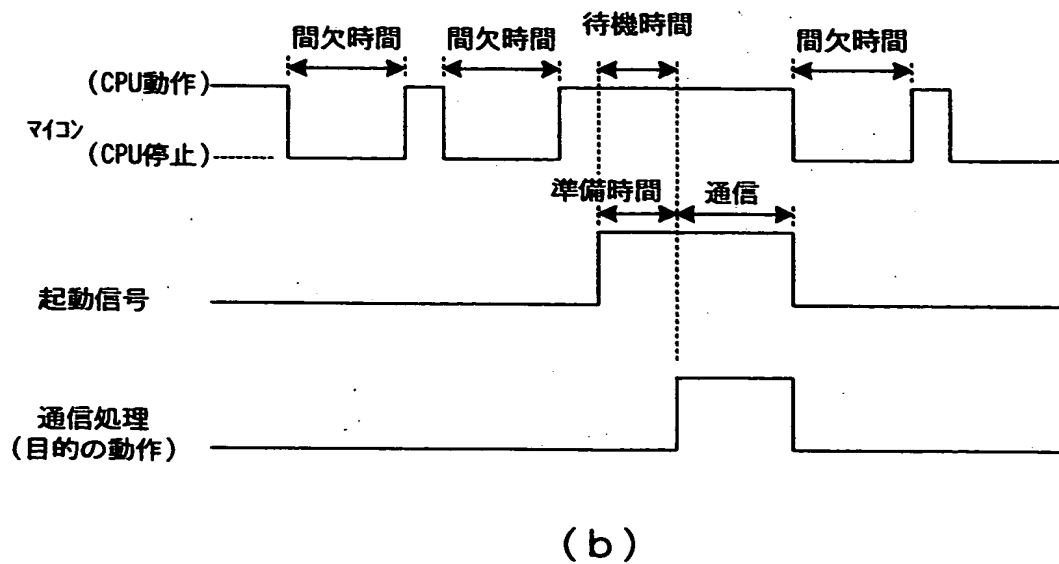 間欠時間 間欠時間 待機時間 間欠時間
(CPU動作)
マイコン
(CPU停止)
準備時間 通信
起動信号
通信処理
(目的の動作)
(b)